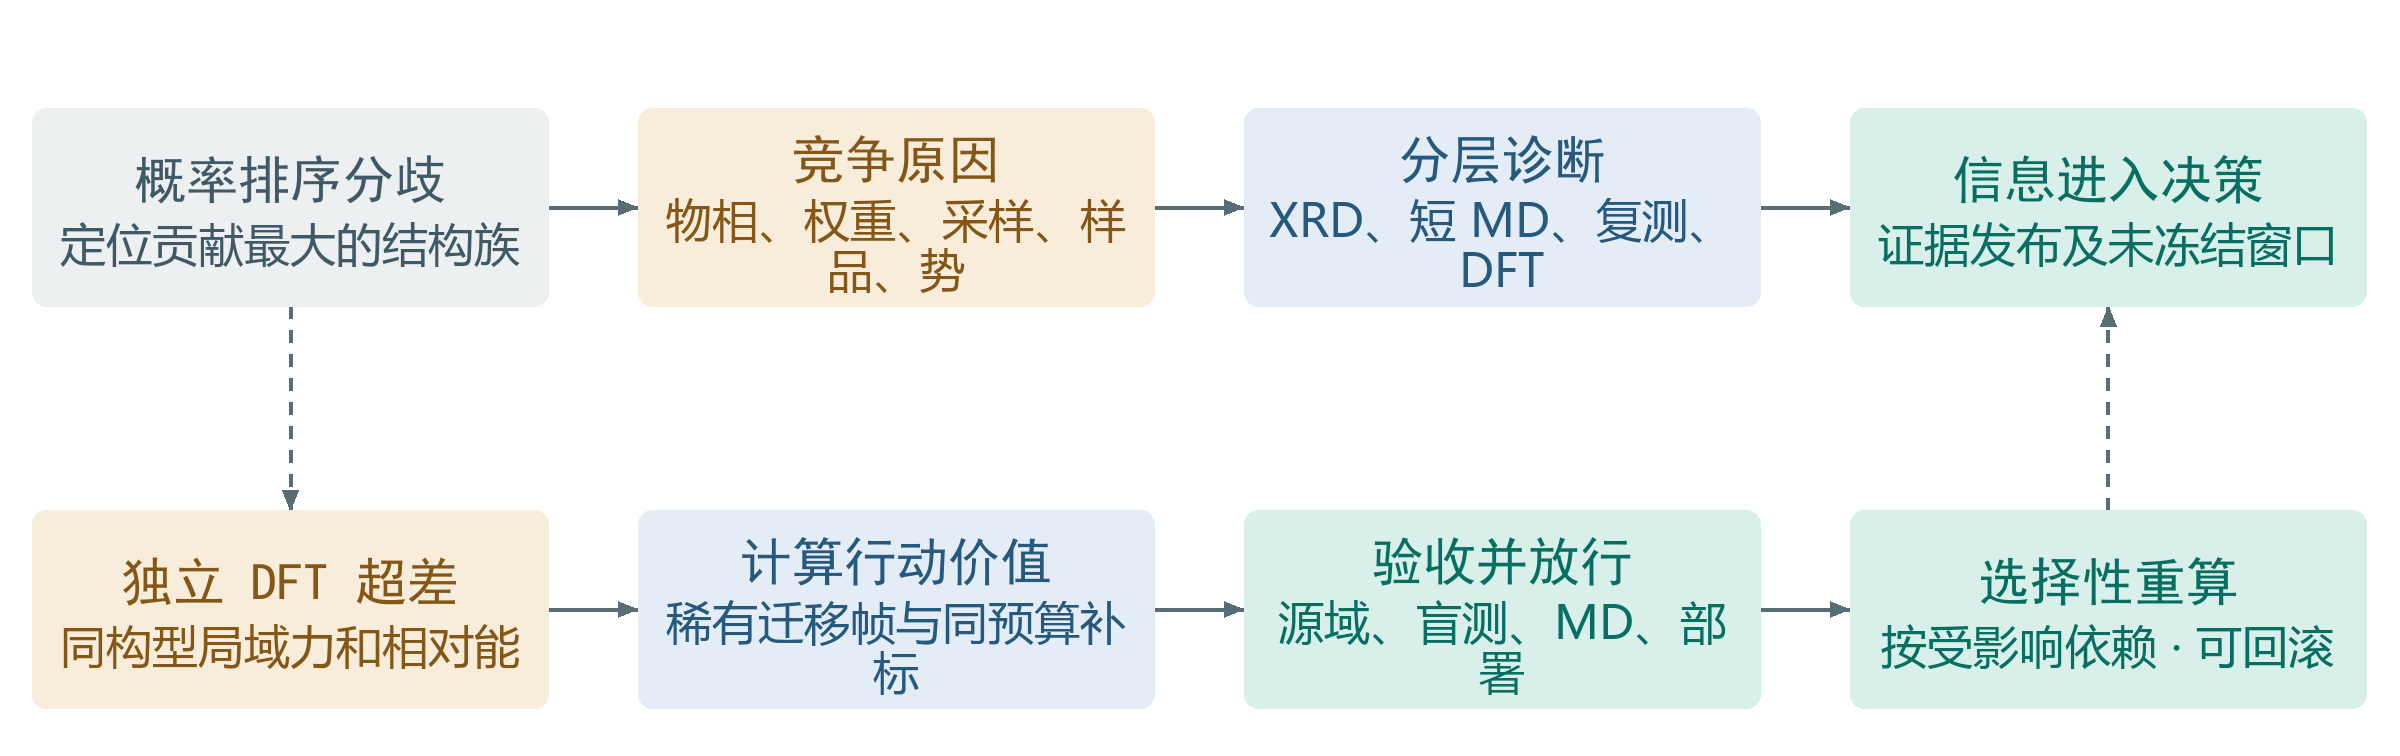 概率排序分歧
定位贡献最大的结构族
竞争原因
物相、权重、采样、样
品、势
分层诊断
XRD、短 MD、复测、
DFT
信息进入决策
证据发布及未冻结窗口
独立 DFT 超差
同构型局域力和相对能
计算行动价值
稀有迁移帧与同预算补
标
验收并放行
源域、盲测、MD、部
署
选择性重算
按受影响依赖 · 可回滚